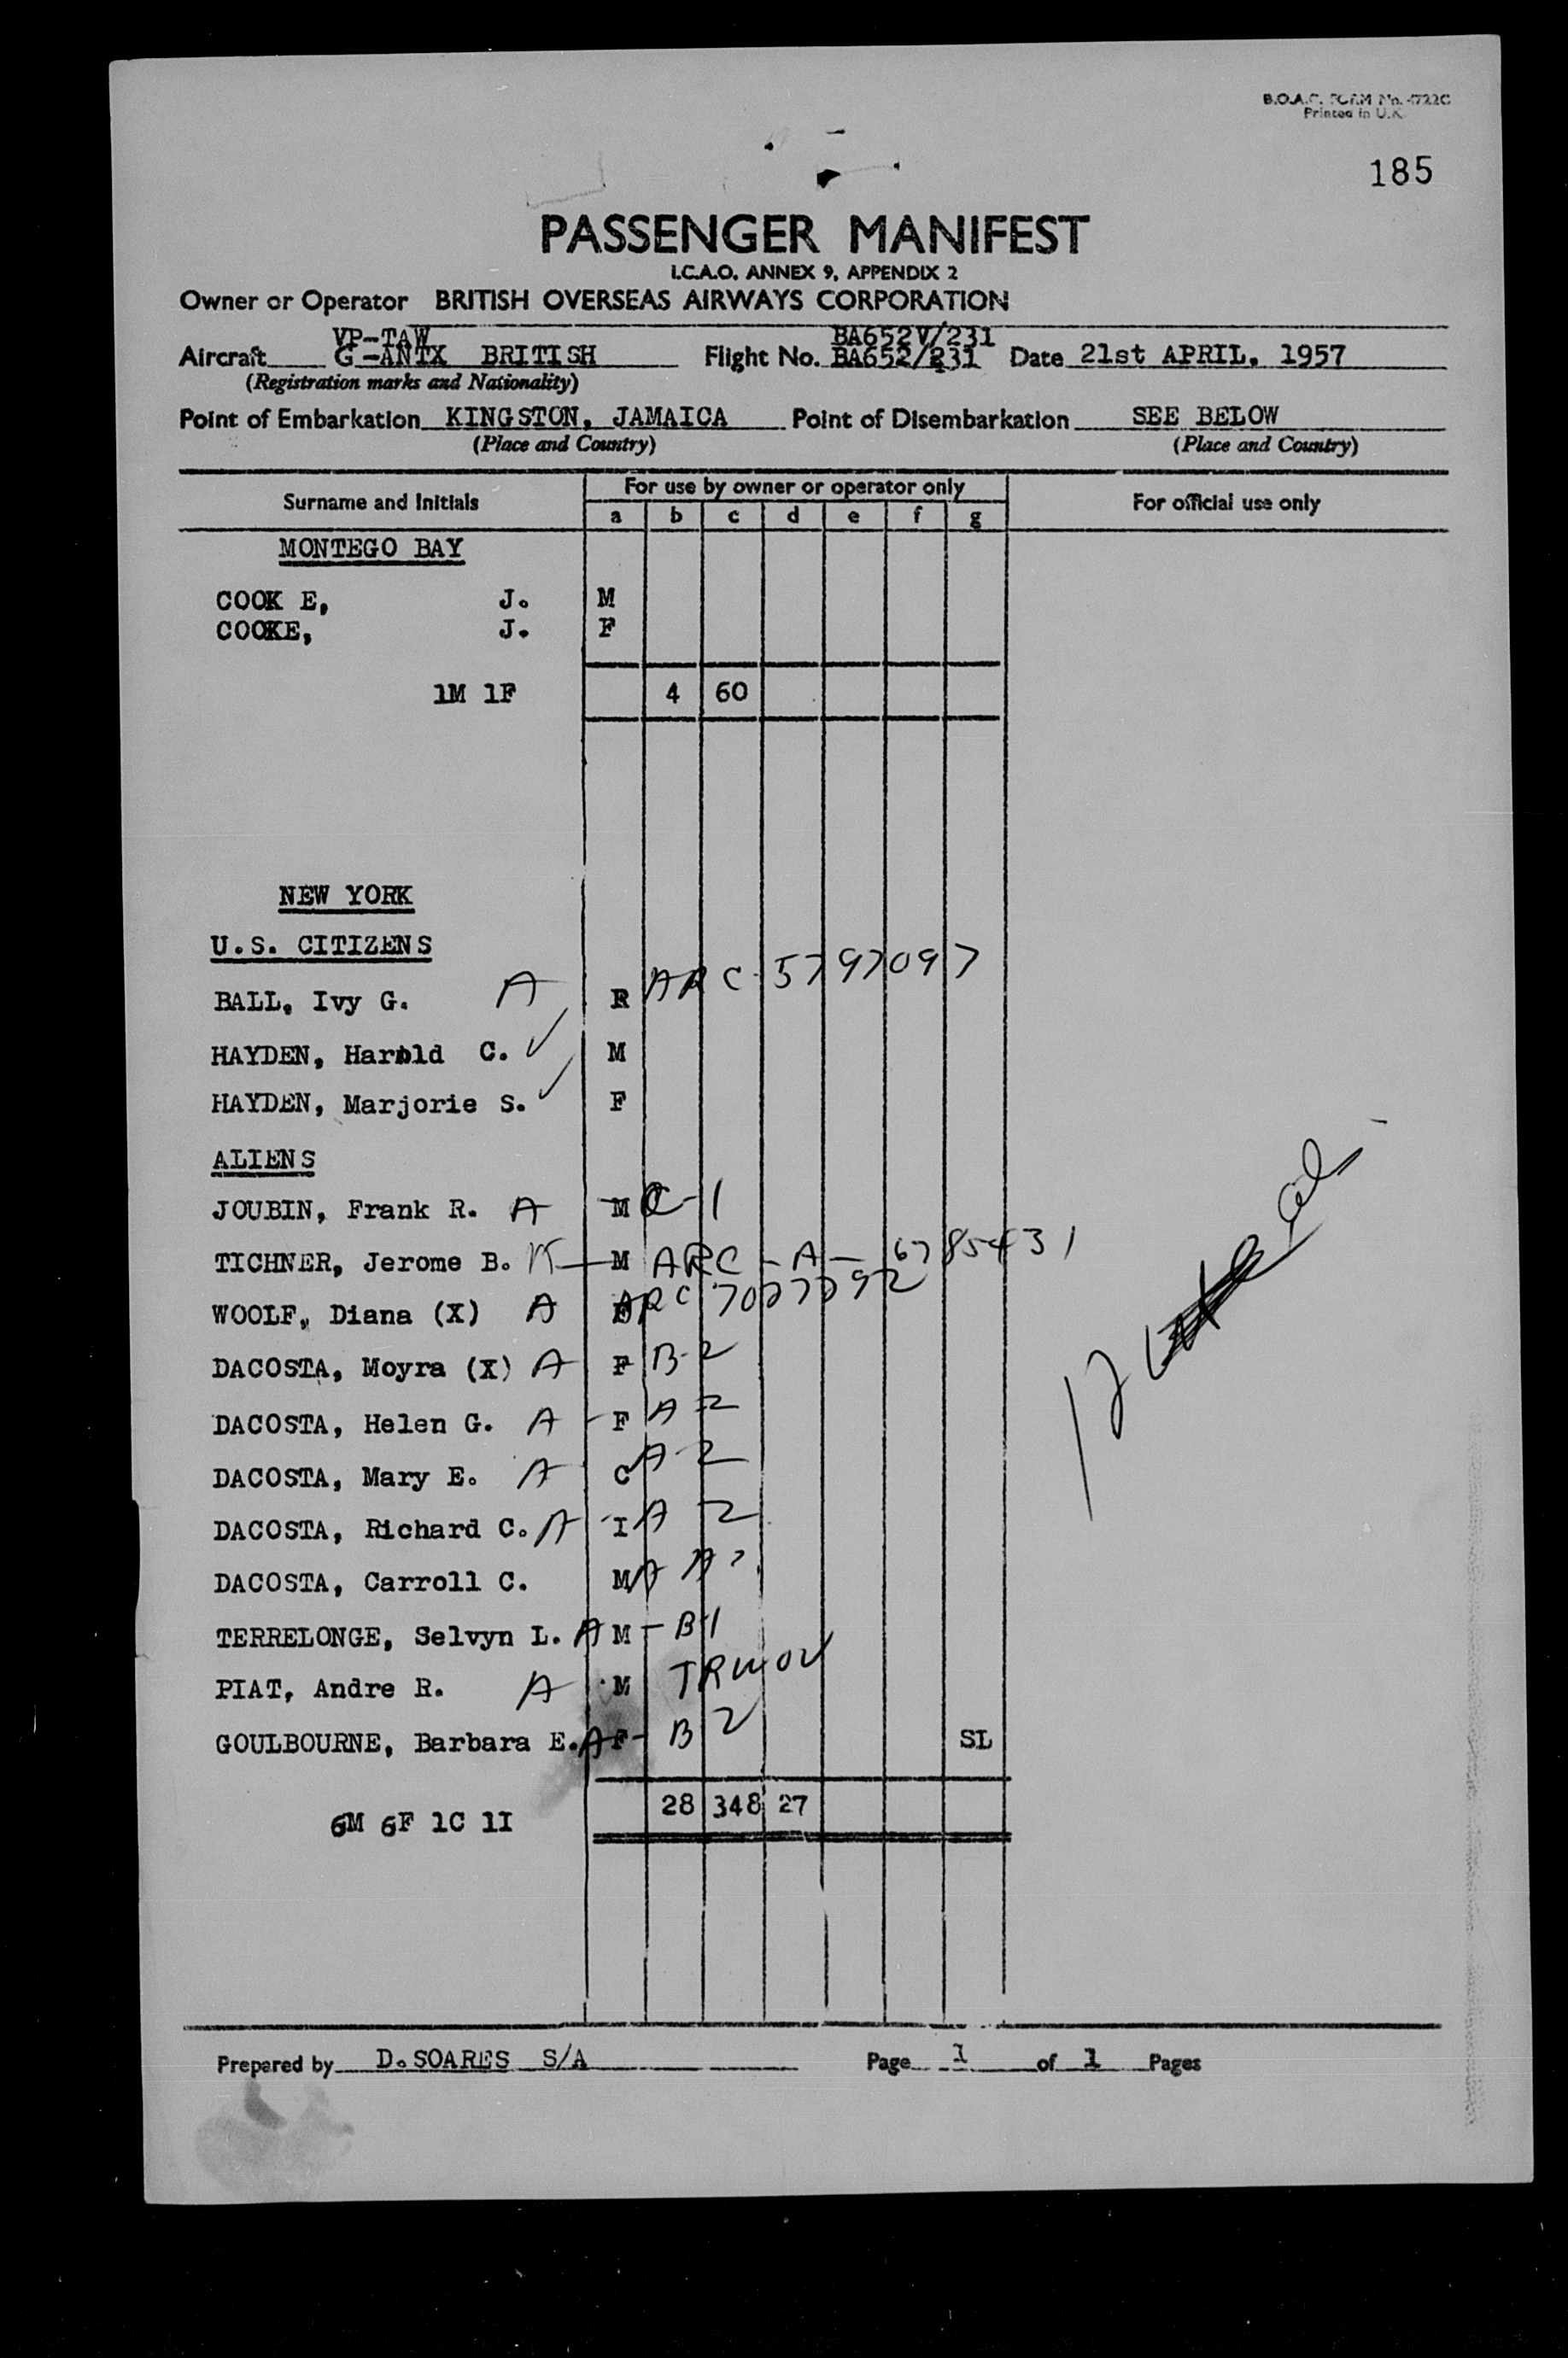 B.O.A.C. FORM No. 4722C
Printed in U.K.
185
PASSENGER MANIFEST
I.C.A.O. ANNEX 9, APPENDIX 2
Owner or Operator BRITISH OVERSEAS AIRWAYS CORPORATION
VP-TAW BA652V/231
Aircraft G-ANTX BRITISH Flight No. BA652/231 Date 21st APRIL, 1957
(Registration marks and Nationality)
Point of Embarkation KINGSTON, JAMAICA Point of Disembarkation SEE BELOW
(Place and Country) (Place and Country)
Surname and Initials For use by owner or operator only For official use only
a b c d e f g
MONTEGO BAY
COOK E, J. M
COOKE, J. F
1M 1F 4 60
NEW YORK
U.S. CITIZENS
BALL, Ivy G. A F ARC 5797097
HAYDEN, Harold C. ✓ M
HAYDEN, Marjorie S. ✓ F
ALIENS
JOUBIN, Frank R. A M C-1
TICHNER, Jerome B. M ARC-A-6785431
WOOLF, Diana (X) A ARC 7027792
DACOSTA, Moyra (X) A F B-2
DACOSTA, Helen G. A F A 2
DACOSTA, Mary E. A C A-2
DACOSTA, Richard C. A I A 2
DACOSTA, Carroll C. M A
TERRELONGE, Selvyn L. A M B1
PIAT, Andre R. A M TRWOV
GOULBOURNE, Barbara E. A F B 2 SL
6M 6F 1C 1I 28 348 27
Prepared by D. SOARES S/A Page 1 of 1 Pages